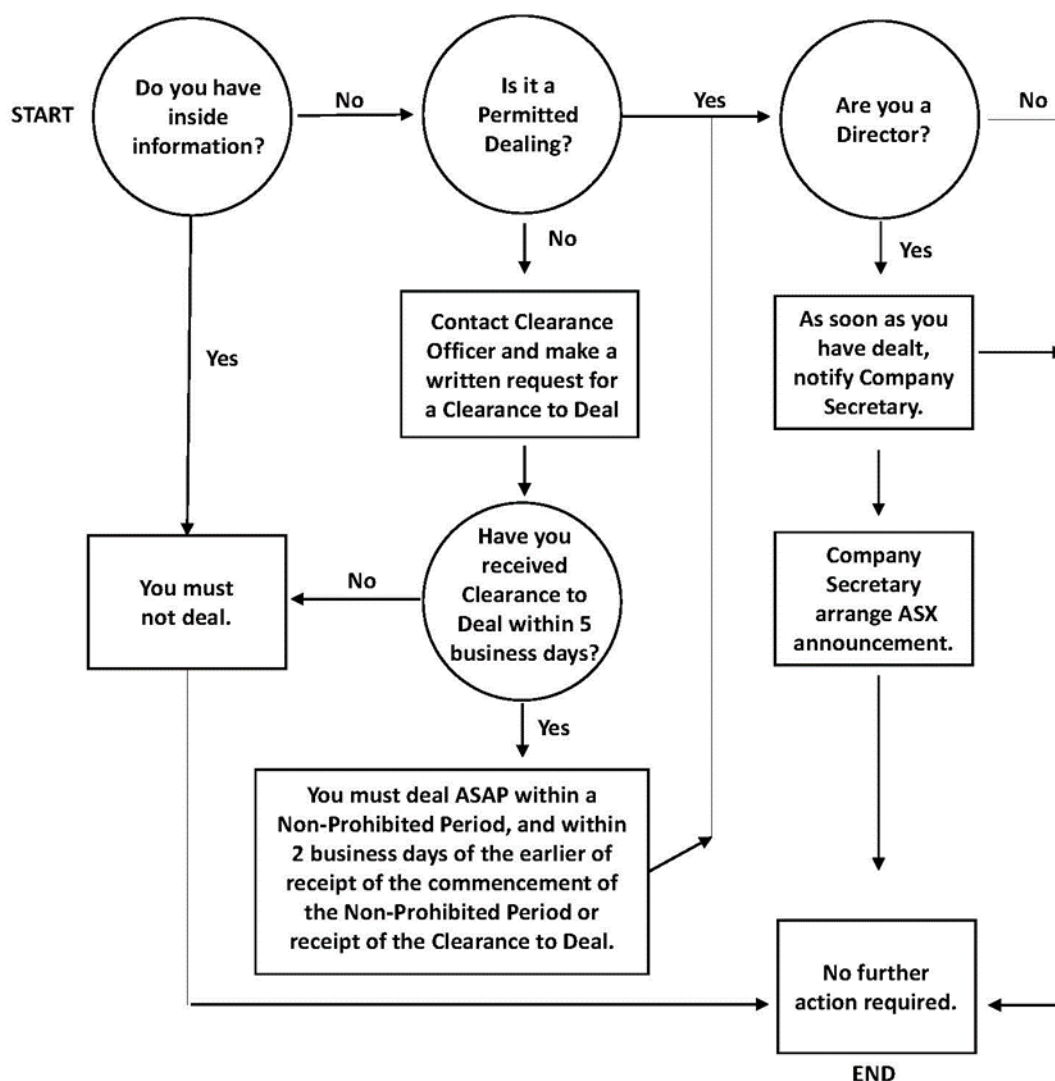 START
Do you have
inside
information?
No
Is it a
Permitted
Dealing?
Yes
Are you a
Director?
No
Yes
No
Contact Clearance
Officer and make a
written request for
a Clearance to Deal
Yes
As soon as you
have dealt,
notify Company
Secretary.
You must
not deal.
No
Have you
received
Clearance to
Deal within 5
business days?
Company
Secretary
arrange ASX
announcement.
Yes
You must deal ASAP within a
Non-Prohibited Period, and within
2 business days of the earlier of
receipt of the commencement of
the Non-Prohibited Period or
receipt of the Clearance to Deal.
No further
action required.
END